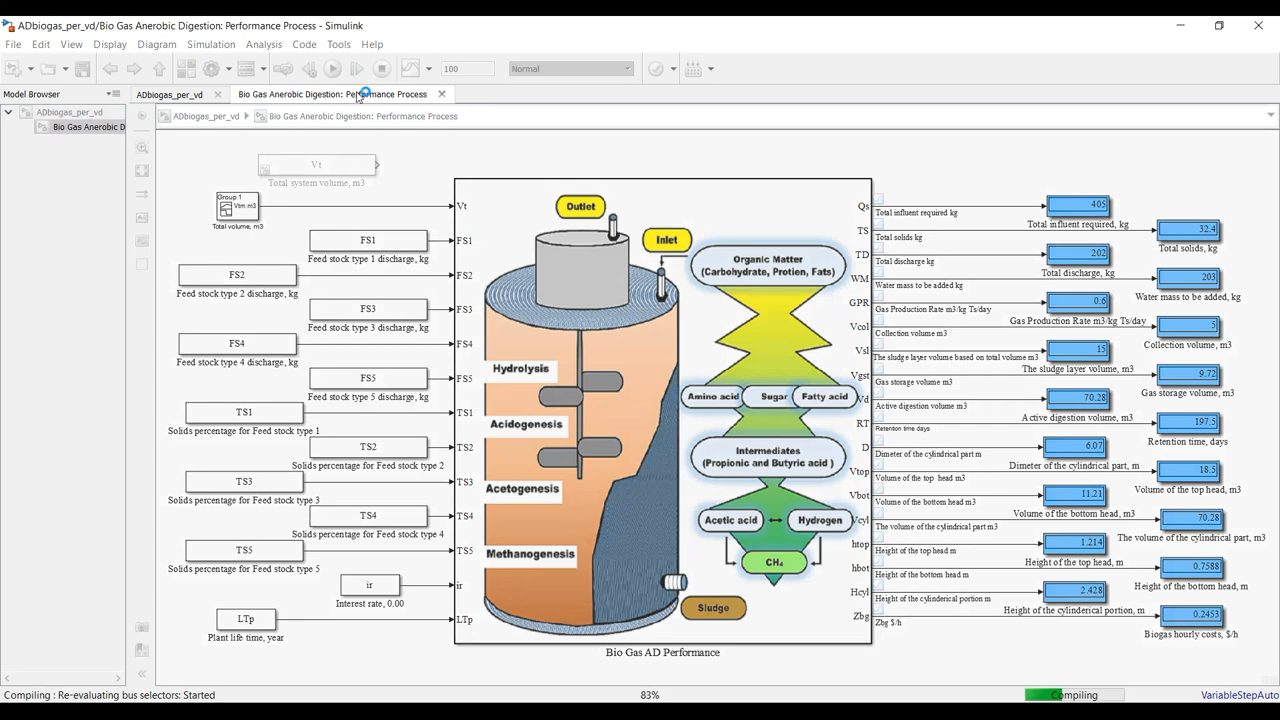 ADbiogas_per_vd/Bio Gas Anerobic Digestion: Performance Process - Simulink
File Edit View Display Diagram Simulation Analysis Code Tools Help
100 Normal
Model Browser
ADbiogas_per_vd
Bio Gas Anerobic Digestion: Performance Process
ADbiogas_per_vd
Bio Gas Anerobic D
ADbiogas_per_vd
Bio Gas Anerobic Digestion: Performance Process
Vt
Total system volume, m3
Group 1
Vtm m3
Total volume, m3
FS1
Feed stock type 1 discharge, kg
FS2
Feed stock type 2 discharge, kg
FS3
Feed stock type 3 discharge, kg
FS4
Feed stock type 4 discharge, kg
FS5
Feed stock type 5 discharge, kg
TS1
Solids percentage for Feed stock type 1
TS2
Solids percentage for Feed stock type 2
TS3
Solids percentage for Feed stock type 3
TS4
Solids percentage for Feed stock type 4
TS5
Solids percentage for Feed stock type 5
ir
Interest rate, 0.00
LTp
Plant life time, year
Vt
FS1
FS2
FS3
FS4
FS5
TS1
TS2
TS3
TS4
TS5
ir
LTp
Outlet
Inlet
Organic Matter
(Carbohydrate, Protien, Fats)
Hydrolysis
Acidogenesis
Acetogenesis
Methanogenesis
Amino acid
Sugar
Fatty acid
Intermediates
(Propionic and Butyric acid )
Acetic acid
Hydrogen
CH₄
Sludge
Bio Gas AD Performance
Qs
TS
TD
WM
GPR
Vcol
Vsl
Vgst
Vd
RT
D
Vtop
Vbot
Vcyl
htop
hbot
Hcyl
Zbg
Total influent required kg
Total solids kg
Total discharge kg
Water mass to be added kg
Gas Production Rate m3/kg Ts/day
Collection volume m3
The sludge layer volume based on total volume m3
Gas storage volume m3
Active digestion volume m3
Retention time days
Dimeter of the cylindrical part m
Volume of the top head m3
Volume of the bottom head m3
The volume of the cylindrical part m3
Height of the top head m
Height of the bottom head m
Height of the cylindrical portion m
Zbg $/h
405
Total influent required, kg
32.4
Total solids, kg
202
Total discharge, kg
203
Water mass to be added, kg
0.6
Gas Production Rate m3/kg Ts/day
5
Collection volume, m3
15
The sludge layer volume, m3
9.72
Gas storage volume, m3
70.28
Active digestion volume, m3
197.5
Retention time, days
6.07
Dimeter of the cylindrical part, m
18.5
Volume of the top head, m3
11.21
Volume of the bottom head, m3
70.28
The volume of the cylindrical part, m3
1.214
Height of the top head, m
0.7588
Height of the bottom head, m
2.428
Height of the cylinderical portion, m
0.2453
Biogas hourly costs, $/h
Compiling : Re-evaluating bus selectors: Started
83%
Compiling
VariableStepAuto